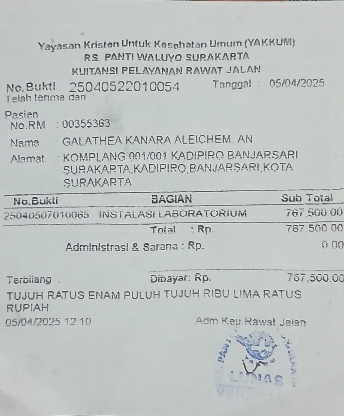 Yayasan Kristen Untuk Kesehatan Umum (YAKKUM)
RS. PANTI WALUYO SURAKARTA
KUITANSI PELAYANAN RAWAT JALAN
No.Bukti 25040522010054 Tanggal : 05/04/2025
Telah terima dari
Pasien
No.RM : 00355363
Nama : GALATHEA KANARA ALEICHEM. AN
Alamat : KOMPLANG 001/001 KADIPIRO BANJARSARI
SURAKARTA,KADIPIRO,BANJARSARI,KOTA
SURAKARTA
No.Bukti BAGIAN Sub Total
25040507010065 INSTALASI LABORATORIUM 767,500.00
Total : Rp. 767,500.00
Administrasi & Sarana : Rp. 0.00
Terbilang : Dibayar: Rp. 767,500.00
TUJUH RATUS ENAM PULUH TUJUH RIBU LIMA RATUS
RUPIAH
05/04/2025 12:10 Adm Keu Rawat Jalan
LUNAS